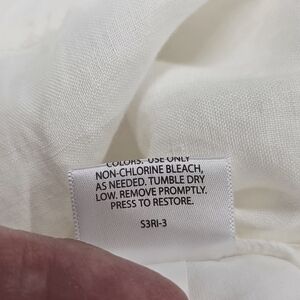 COLORS. USE ONLY
NON-CHLORINE BLEACH,
AS NEEDED. TUMBLE DRY
LOW, REMOVE PROMPTLY.
PRESS TO RESTORE.
S3RI-3